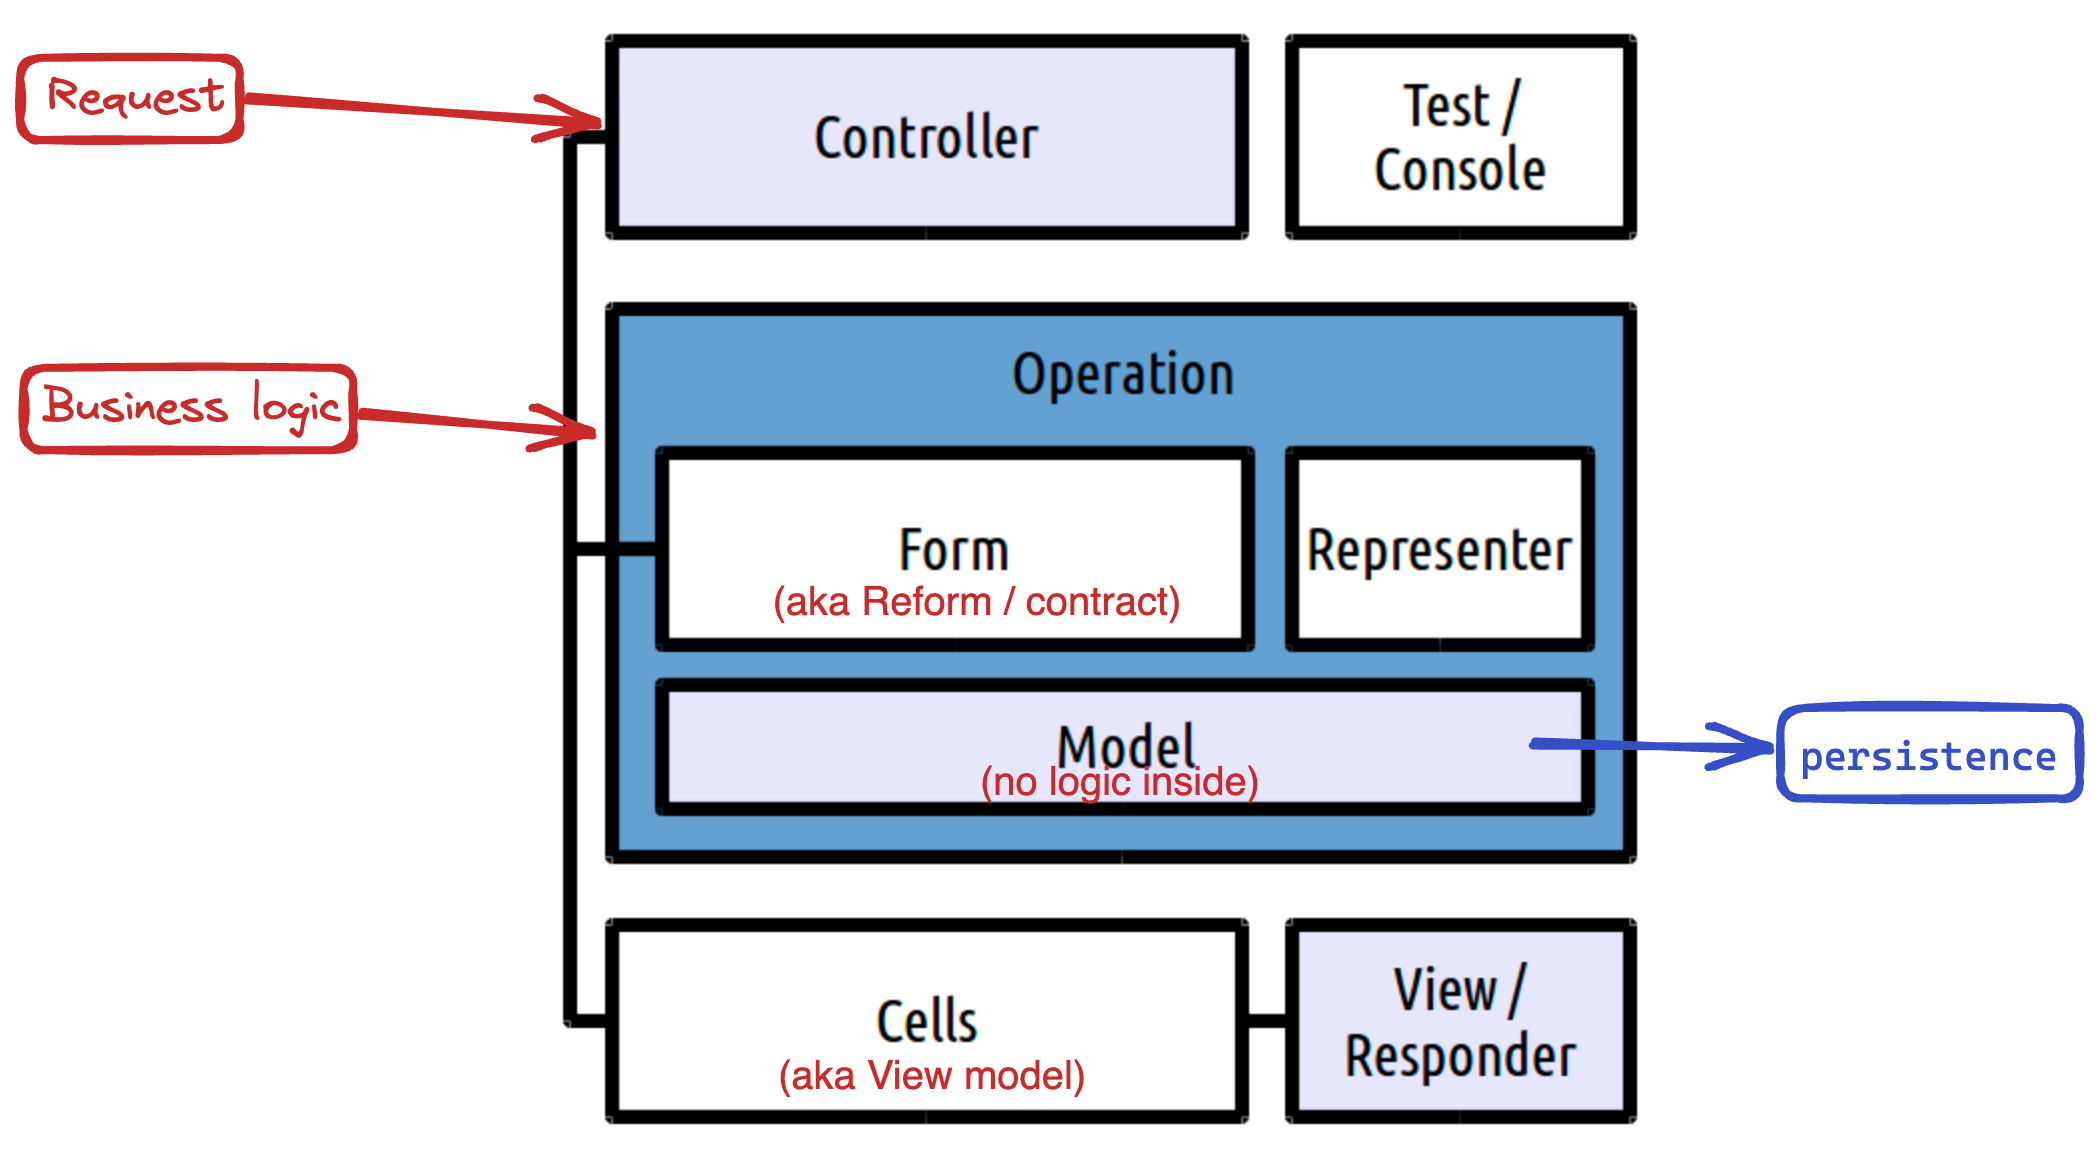 Request
Controller
Test /
Console
Business logic
Operation
Form
(aka Reform / contract)
Representer
Model
(no logic inside)
persistence
Cells
(aka View model)
View /
Responder